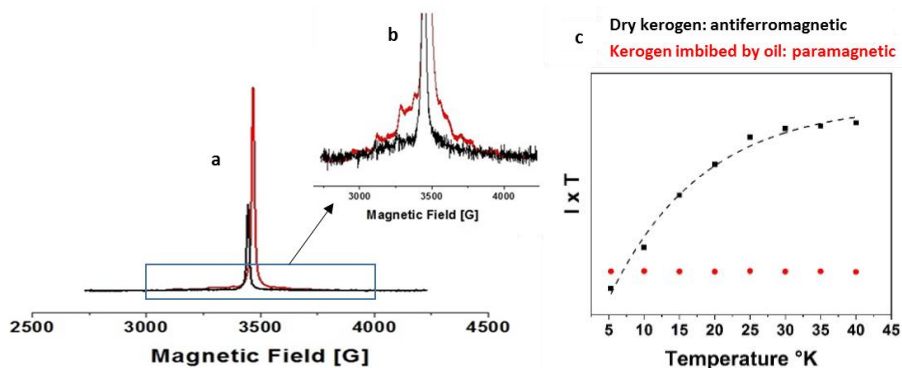 a
2500 3000 3500 4000 4500
Magnetic Field [G]
b
3000 3500 4000
Magnetic Field [G]
c
Dry kerogen: antiferromagnetic
Kerogen imbibed by oil: paramagnetic
I x T
5 10 15 20 25 30 35 40 45
Temperature °K